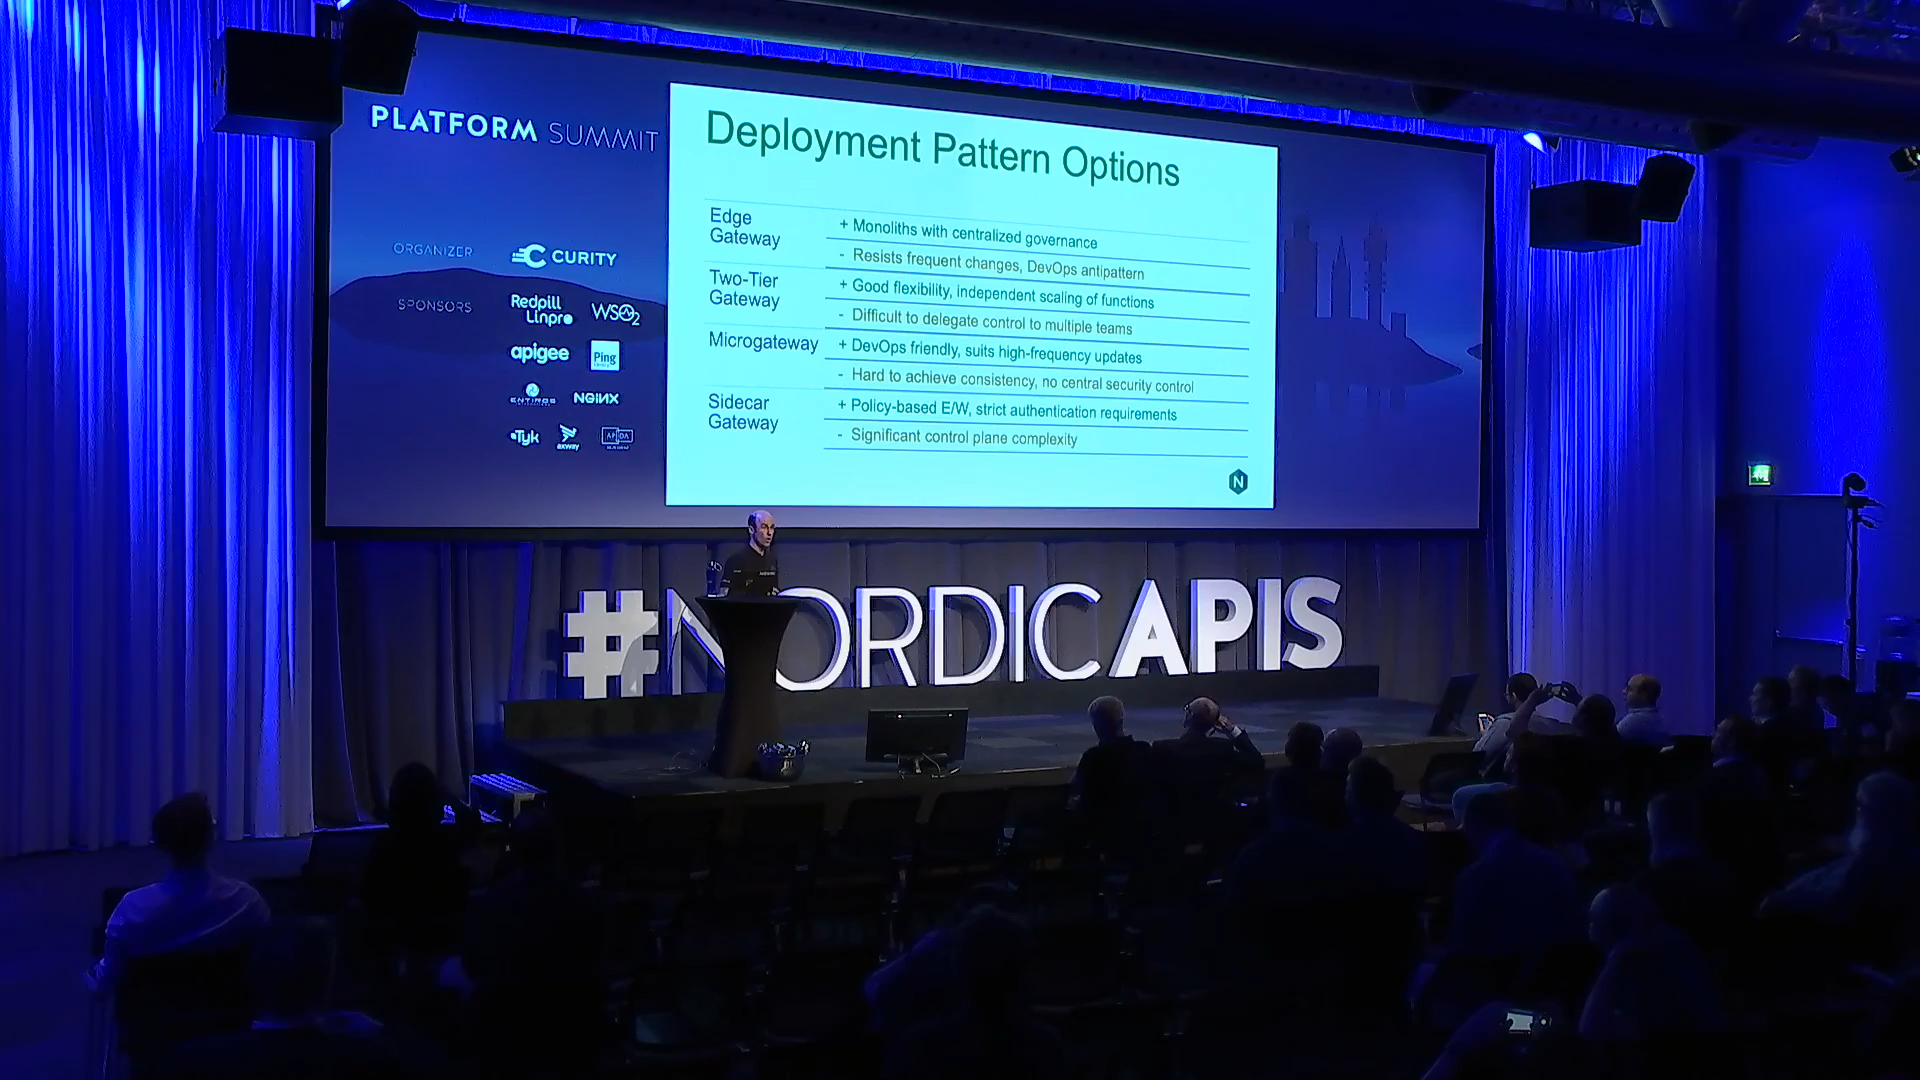 PLATFORM SUMMIT
ORGANIZER
CURITY
SPONSORS
Redpill Linpro
WSO2
apigee
Ping
ENTIROS
NGINX
Tyk
axway
Deployment Pattern Options
Edge Gateway
+ Monoliths with centralized governance
- Resists frequent changes, DevOps antipattern
Two-Tier Gateway
+ Good flexibility, independent scaling of functions
- Difficult to delegate control to multiple teams
Microgateway
+ DevOps friendly, suits high-frequency updates
- Hard to achieve consistency, no central security control
Sidecar Gateway
+ Policy-based E/W, strict authentication requirements
- Significant control plane complexity
N
#NORDICAPIS